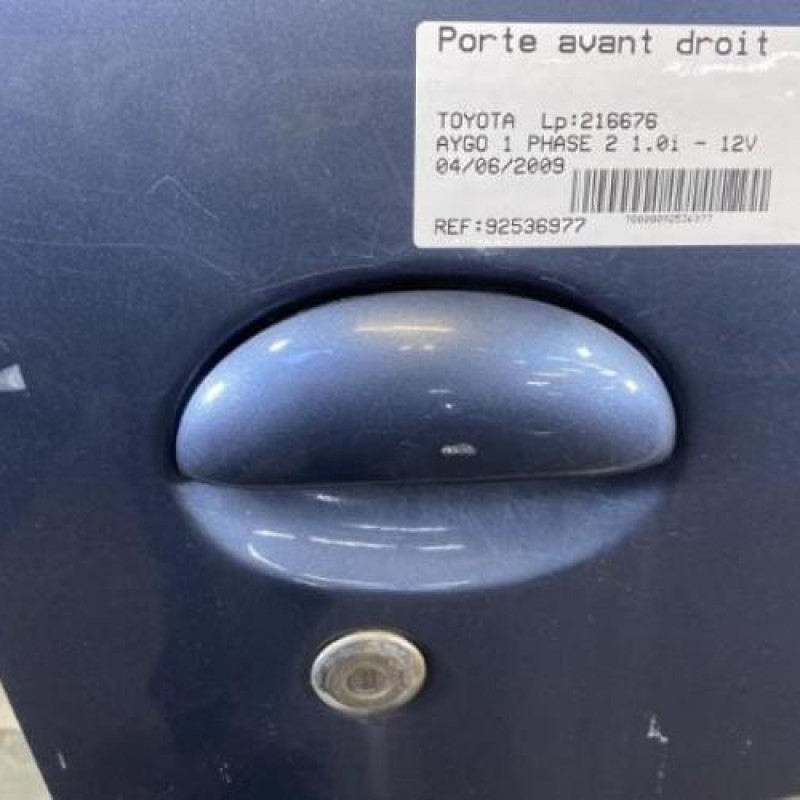 Porte avant droit
TOYOTA Lp:216676
AYGO 1 PHASE 2 1.0i - 12V
04/06/2009
REF:92536977